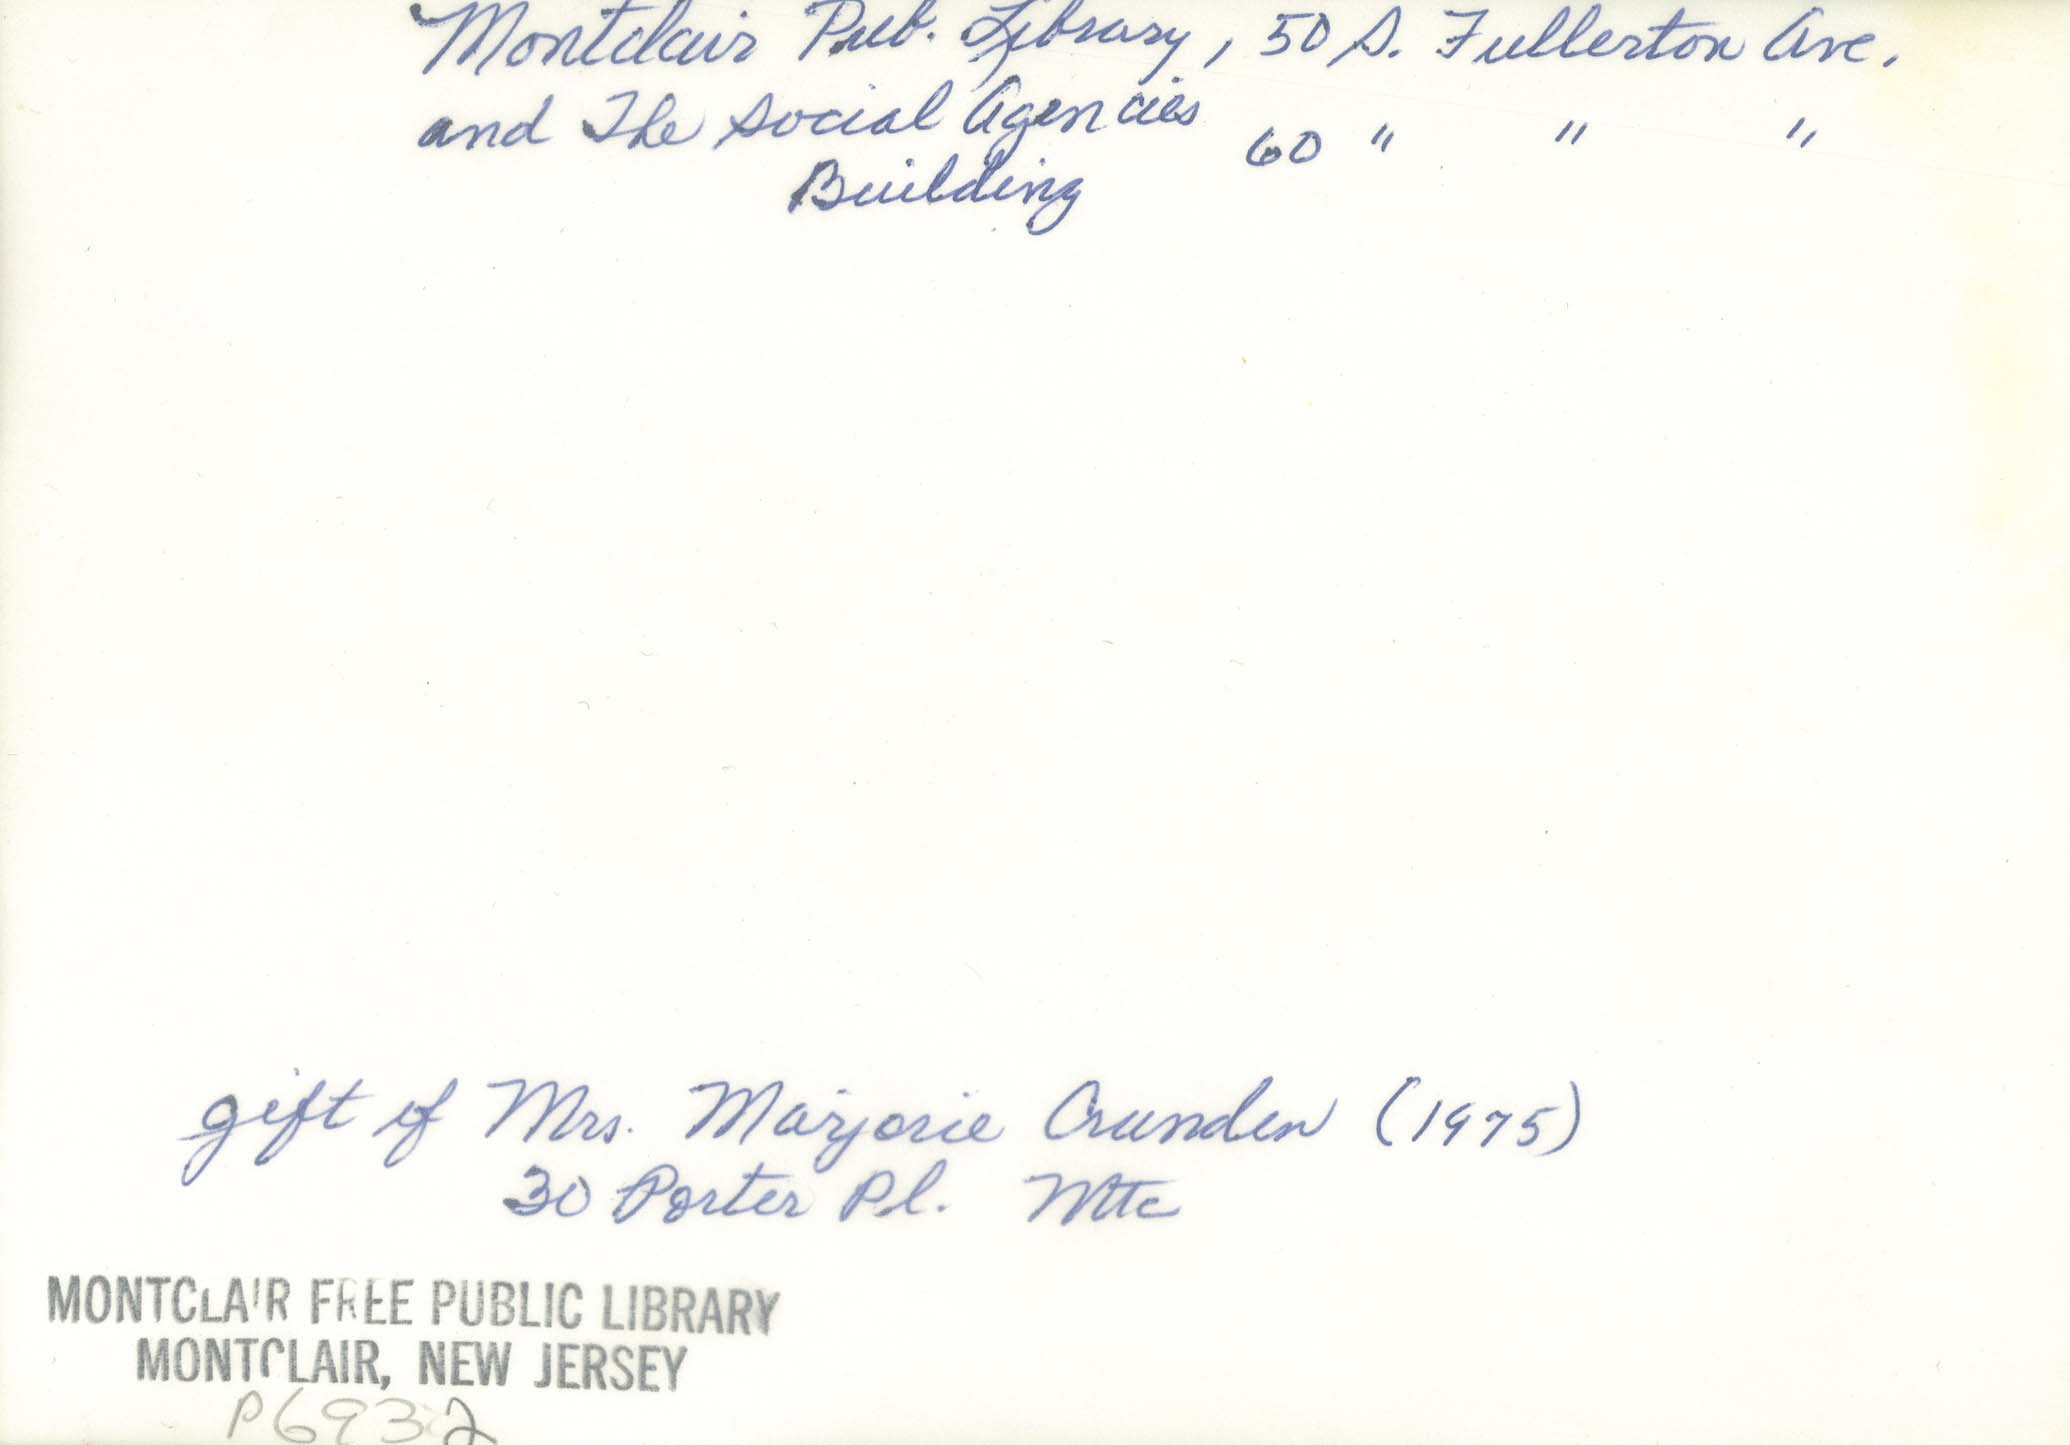 Montclair Pub. Library, 50 S. Fullerton Ave.
and The Social Agencies 60 " " "
Building
gift of Mrs. Marjorie Crunden (1975)
30 Porter Pl. Mtc
MONTCLAIR FREE PUBLIC LIBRARY
MONTCLAIR, NEW JERSEY
P6932